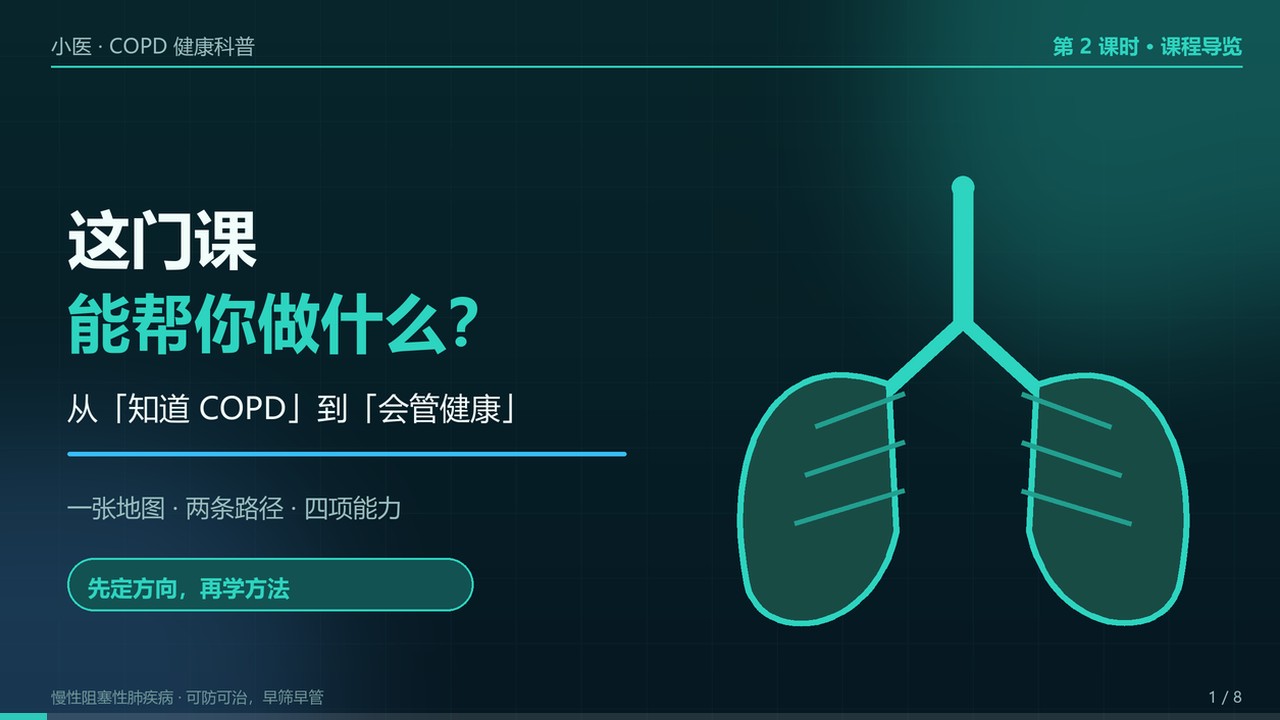 小医 · COPD 健康科普
第 2 课时 • 课程导览
这门课
能帮你做什么？
从「知道 COPD」到「会管健康」
一张地图 · 两条路径 · 四项能力
先定方向，再学方法
慢性阻塞性肺疾病 · 可防可治，早筛早管
1 / 8